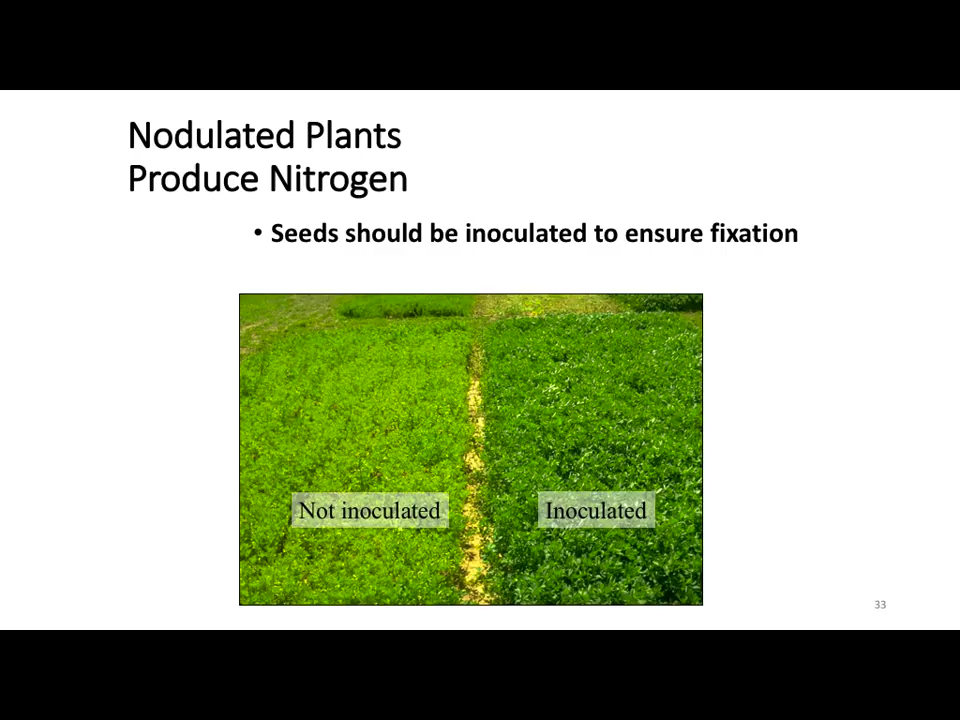 Nodulated Plants
Produce Nitrogen
• Seeds should be inoculated to ensure fixation
Not inoculated
Inoculated
33